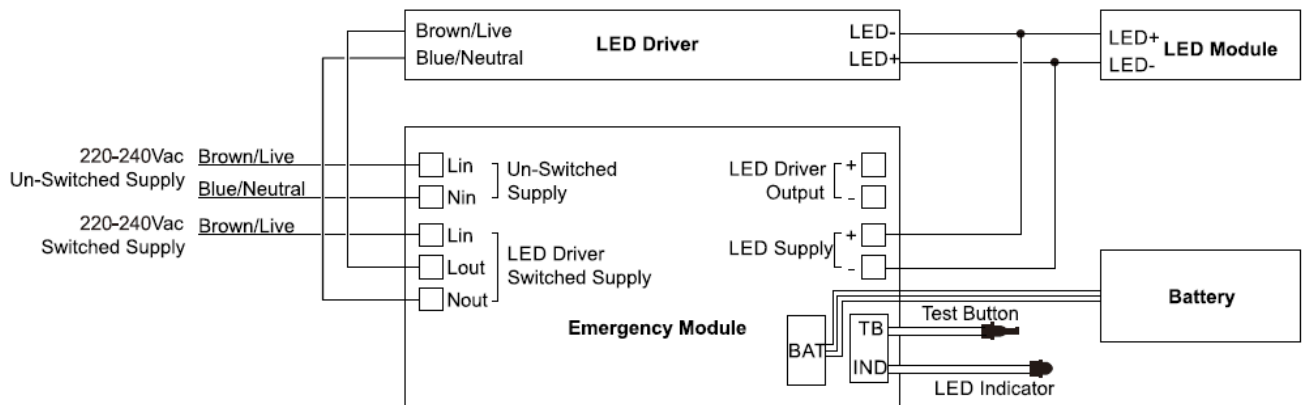 Brown/Live
Blue/Neutral
LED Driver
LED-
LED+
LED+
LED-
LED Module
220-240Vac
Un-Switched Supply
Brown/Live
Blue/Neutral
220-240Vac
Switched Supply
Brown/Live
Lin
Nin
Un-Switched
Supply
Lin
Lout
Nout
LED Driver
Switched Supply
LED Driver
Output
+
-
LED Supply
+
-
Emergency Module
BAT
TB
IND
Test Button
LED Indicator
Battery